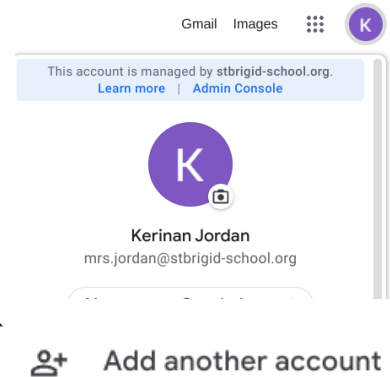 Gmail Images K
This account is managed by stbrigid-school.org.
Learn more | Admin Console
K
Kerinan Jordan
mrs.jordan@stbrigid-school.org
Add another account